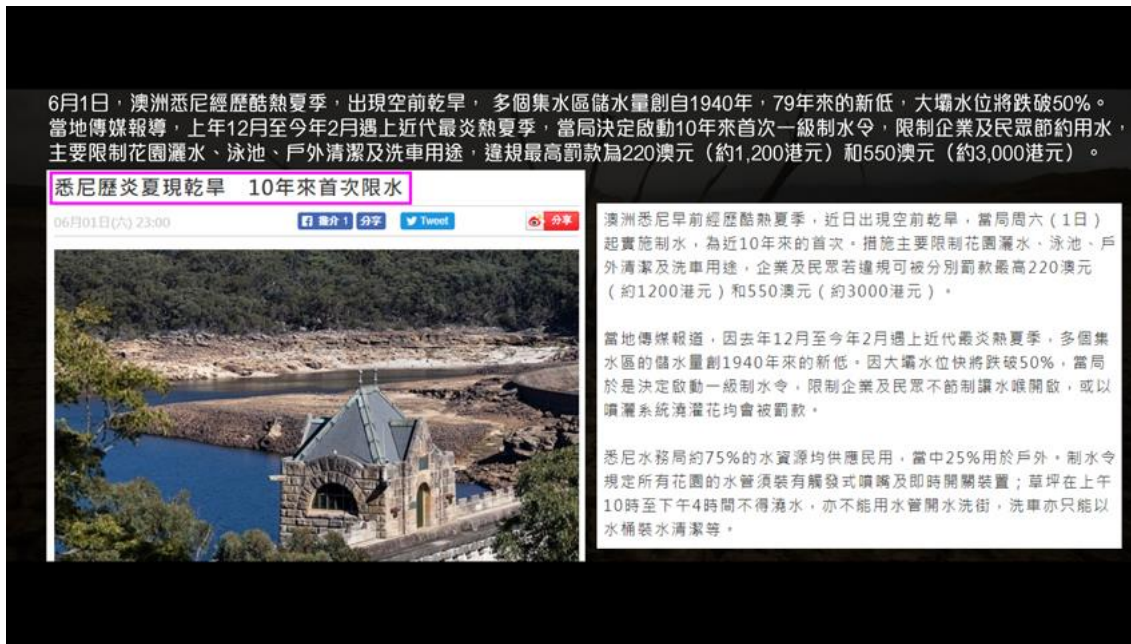 6月1日，澳洲悉尼經歷酷熱夏季，出現空前乾旱， 多個集水區儲水量創自1940年，79年來的新低，大壩水位將跌破50%。
當地傳媒報導，上年12月至今年2月遇上近代最炎熱夏季，當局決定啟動10年來首次一級制水令，限制企業及民眾節約用水，
主要限制花園灑水、泳池、戶外清潔及洗車用途，違規最高罰款為220澳元（約1,200港元）和550澳元（約3,000港元）。
悉尼歷炎夏現乾旱 10年來首次限水
06月01日(六) 23:00
推介 1 分字 Tweet 分享
澳洲悉尼早前經歷酷熱夏季，近日出現空前乾旱，當局周六（1日）
起實施制水，為近10年來的首次。措施主要限制花園灑水、泳池、戶
外清潔及洗車用途，企業及民眾若違規可被分別罰款最高220澳元
（約1200港元）和550澳元（約3000港元）。
當地傳媒報道，因去年12月至今年2月遇上近代最炎熱夏季，多個集
水區的儲水量創1940年來的新低。因大壩水位快將跌破50%，當局
於是決定啟動一級制水令，限制企業及民眾不節制讓水喉開啟，或以
噴灑系統澆灌花均會被罰款。
悉尼水務局約75%的水資源均供應民用，當中25%用於戶外。制水令
規定所有花園的水管須裝有觸發式噴嘴及即時開關裝置；草坪在上午
10時至下午4時間不得澆水，亦不能用水管開水洗街，洗車亦只能以
水桶裝水清潔等。